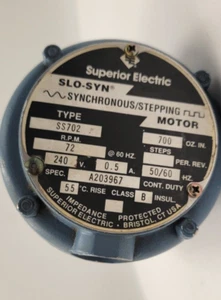 Superior Electric
SLO-SYN®
SYNCHRONOUS/STEPPING
MOTOR
TYPE
SS702
700 OZ. IN.
R.P.M.
72 @ 60 HZ.
STEPS PER. REV.
240 V. 0.5 A. 50/60 HZ.
SPEC. A203967 CONT. DUTY
55 °C. RISE CLASS B INSUL.
IMPEDANCE PROTECTED
SUPERIOR ELECTRIC - BRISTOL, CT USA